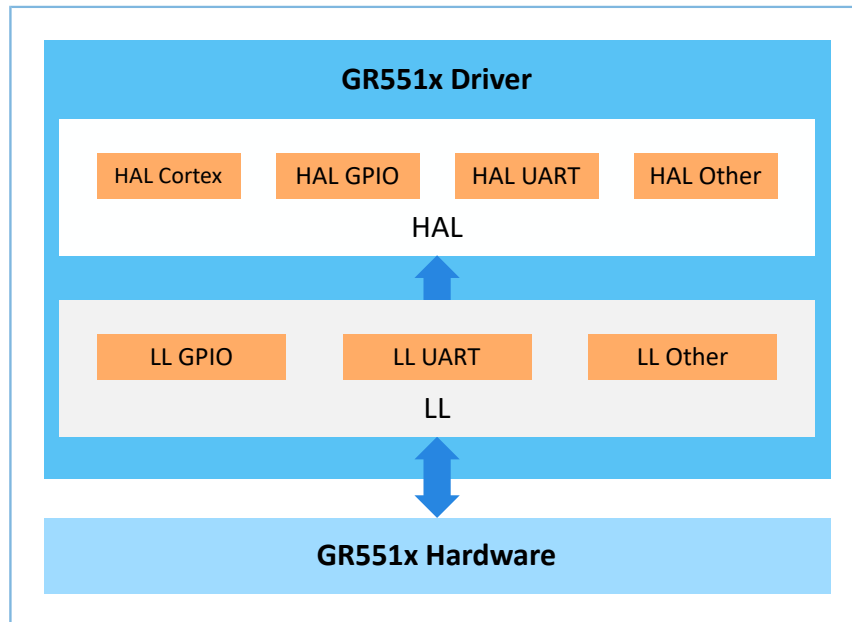 GR551x Driver
HAL Cortex HAL GPIO HAL UART HAL Other
HAL
LL GPIO LL UART LL Other
LL
GR551x Hardware